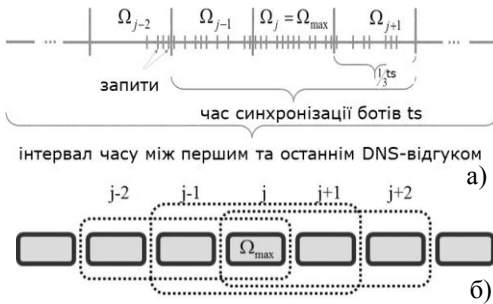 ... Ω_{j-2} Ω_{j-1} Ω_j = Ω_max Ω_{j+1} ...
запити
1/3 ts
час синхронізації ботів ts
інтервал часу між першим та останнім DNS-відгуком
а)
j-2 j-1 j j+1 j+2
Ω_max
б)